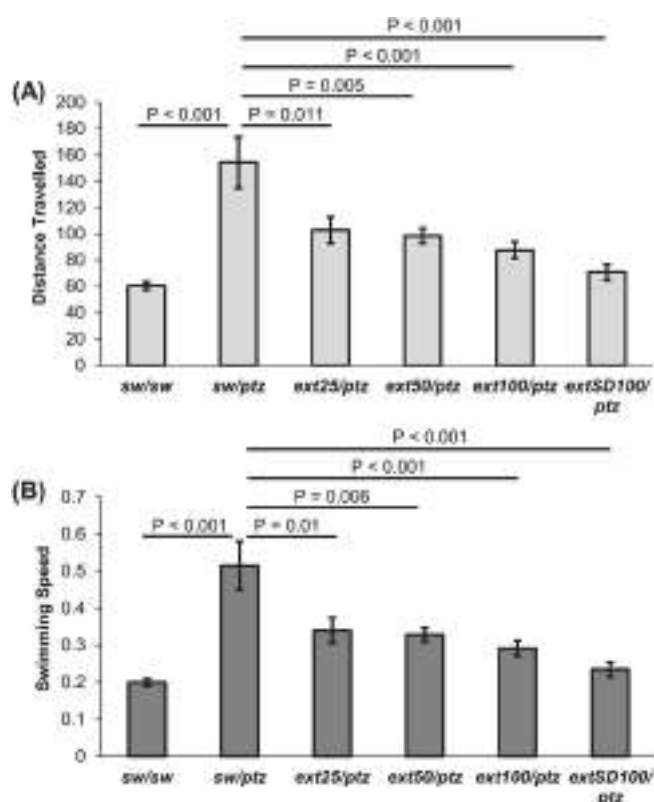 P < 0.001
P < 0.001
(A)
P = 0.005
P < 0.001
P = 0.011
200
180
160
140
120
100
80
60
40
20
0
Distance Travelled
sw/sw sw/ptz ext25/ptz ext50/ptz ext100/ptz extSD100/
ptz
P < 0.001
P < 0.001
(B)
P = 0.006
P < 0.001
P = 0.01
0.7
0.6
0.5
0.4
0.3
0.2
0.1
0
Swimming Speed
sw/sw sw/ptz ext25/ptz ext50/ptz ext100/ptz extSD100/
ptz